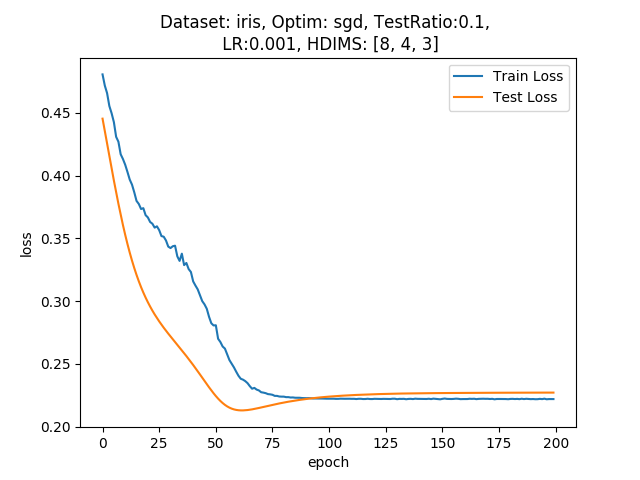 Dataset: iris, Optim: sgd, TestRatio:0.1,
LR:0.001, HDIMS: [8, 4, 3]
Train Loss
Test Loss
0.45
0.40
0.35
0.30
0.25
0.20
loss
0 25 50 75 100 125 150 175 200
epoch